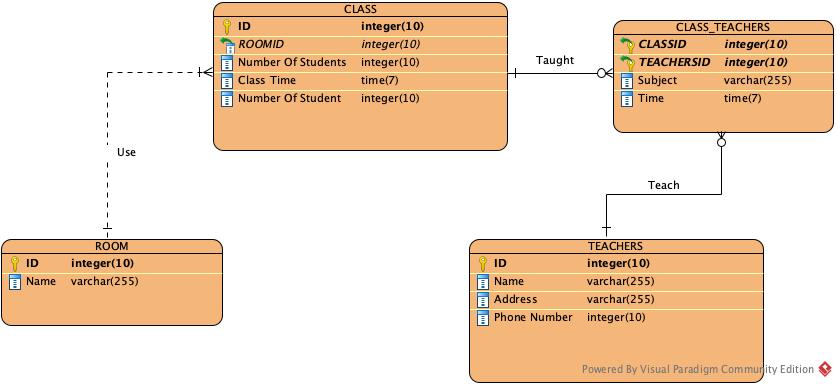 CLASS
ID integer(10)
ROOMID integer(10)
Number Of Students integer(10)
Class Time time(7)
Number Of Student integer(10)
Taught
CLASS_TEACHERS
CLASSID integer(10)
TEACHERSID integer(10)
Subject varchar(255)
Time time(7)
Use
Teach
ROOM
ID integer(10)
Name varchar(255)
TEACHERS
ID integer(10)
Name varchar(255)
Address varchar(255)
Phone Number integer(10)
Powered By Visual Paradigm Community Edition